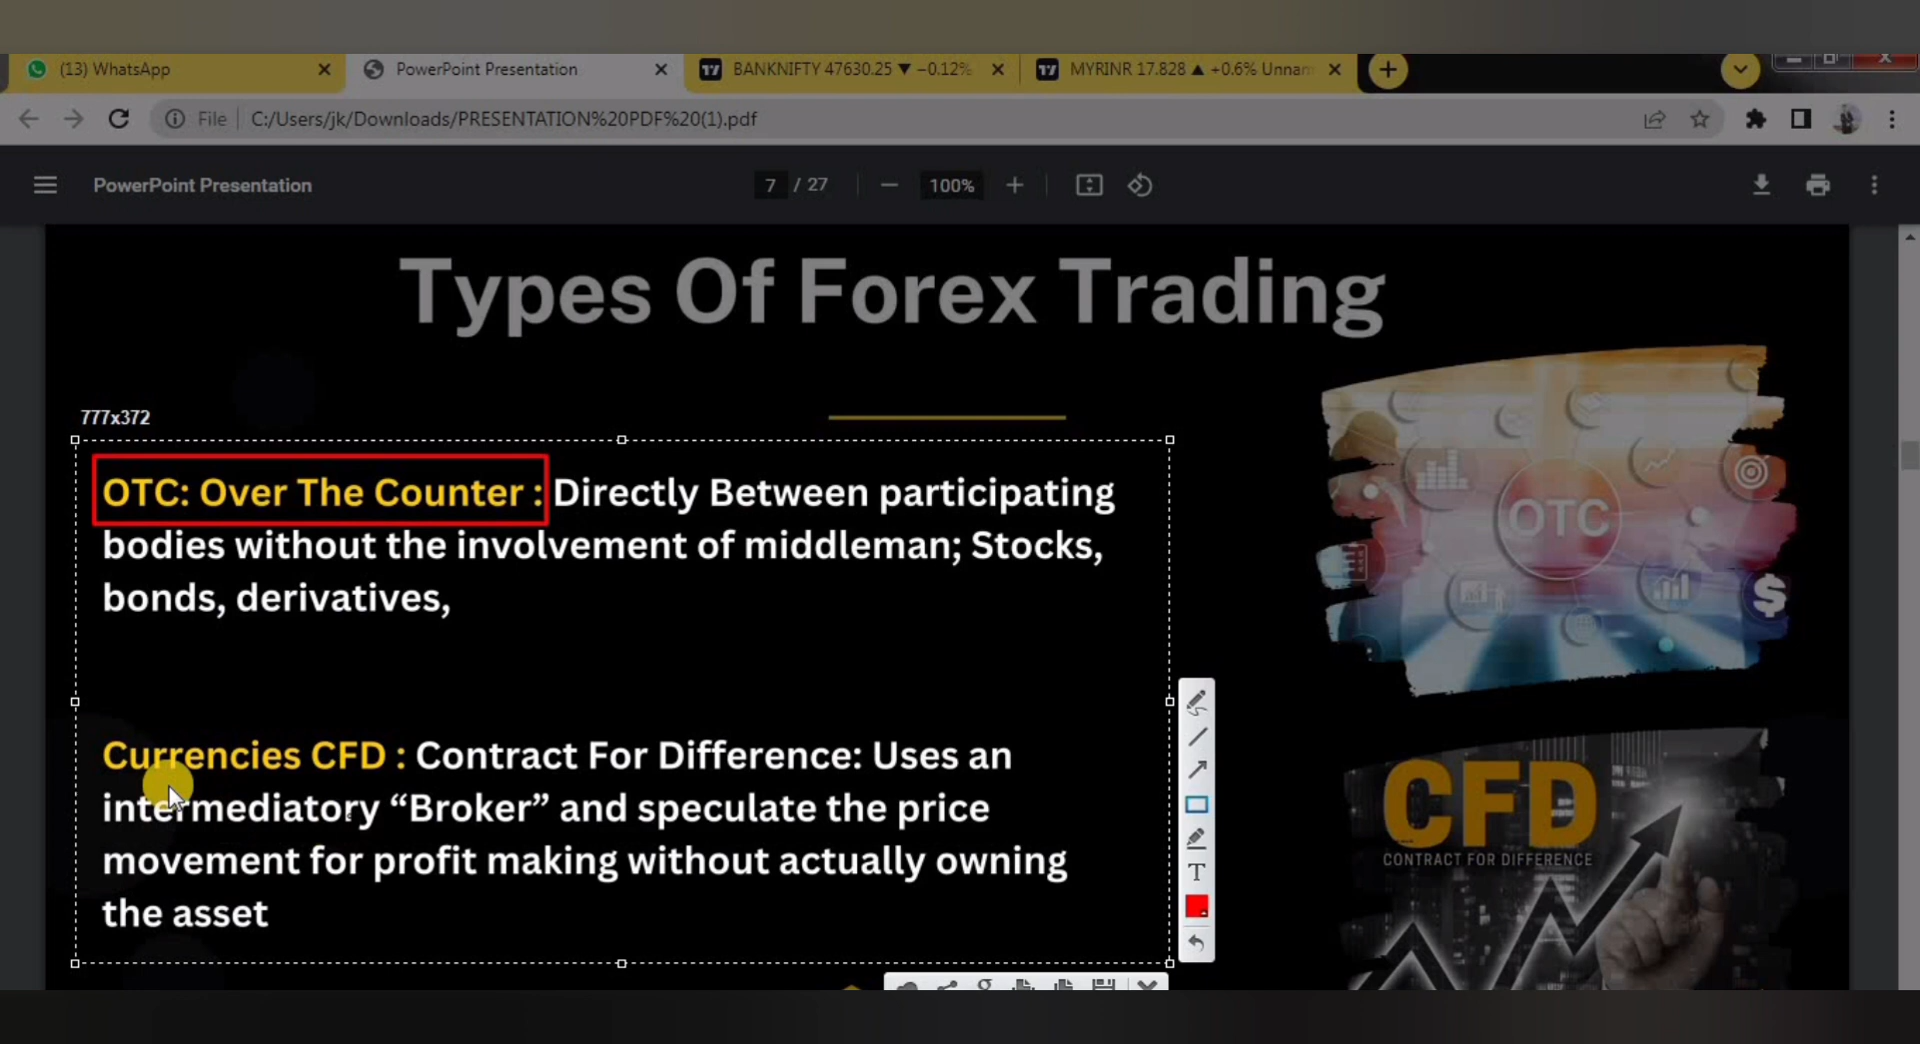 (13) WhatsApp
PowerPoint Presentation
BANKNIFTY 47630.25 ▼ −0.12%
MYRINR 17.828 ▲ +0.6% Unnam
File
C:/Users/jk/Downloads/PRESENTATION%20PDF%20(1).pdf
PowerPoint Presentation
7 / 27
100%
Types Of Forex Trading
777x372
OTC: Over The Counter : Directly Between participating
bodies without the involvement of middleman; Stocks,
bonds, derivatives,
Currencies CFD : Contract For Difference: Uses an
intermediatory “Broker” and speculate the price
movement for profit making without actually owning
the asset
OTC
CFD
CONTRACT FOR DIFFERENCE